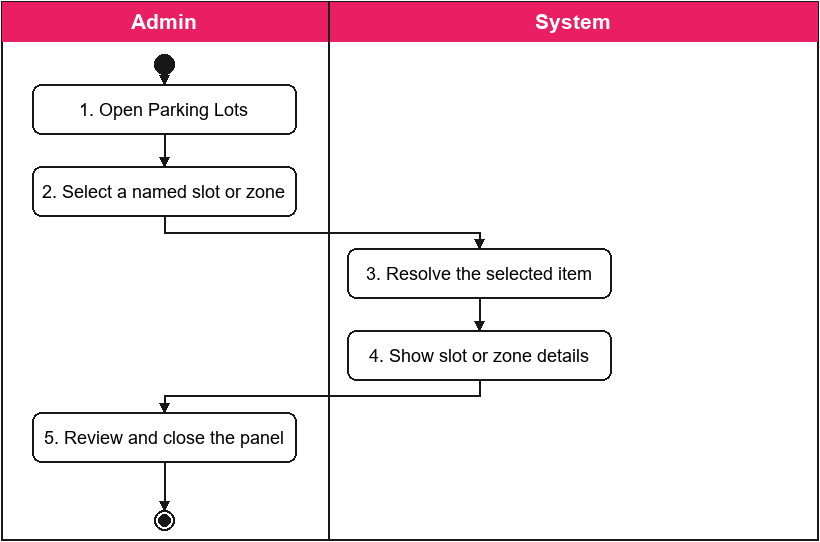 Admin
System
1. Open Parking Lots
2. Select a named slot or zone
3. Resolve the selected item
4. Show slot or zone details
5. Review and close the panel